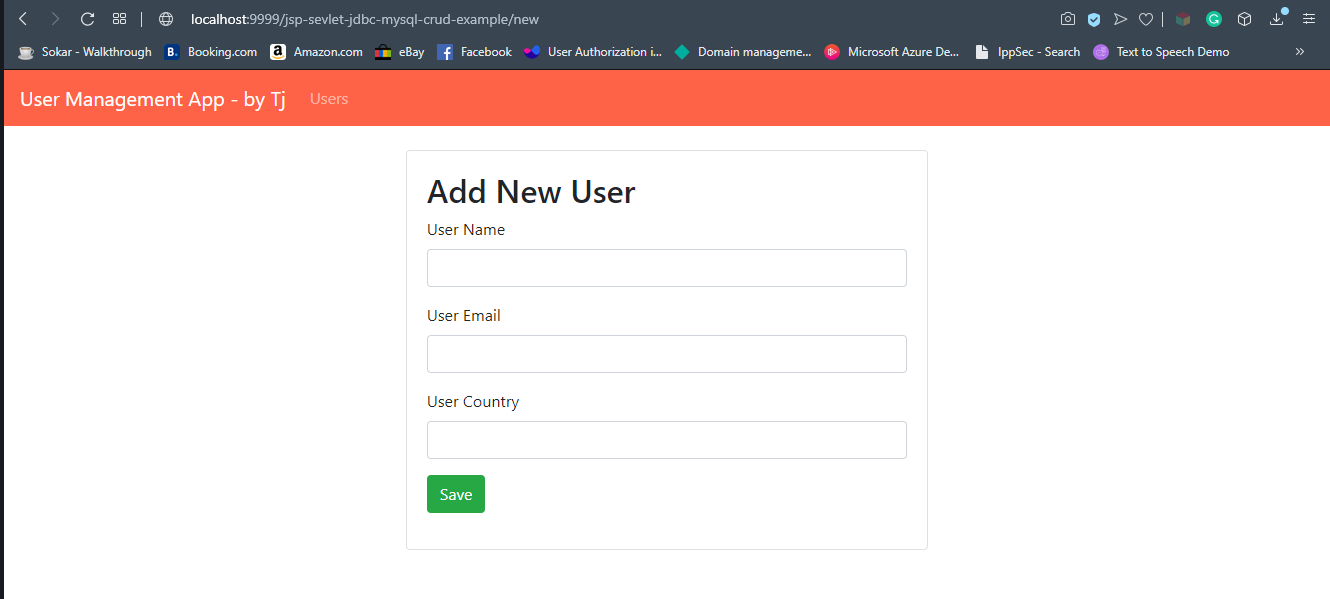 localhost:9999/jsp-sevlet-jdbc-mysql-crud-example/new
Sokar - Walkthrough B. Booking.com a Amazon.com eBay f Facebook User Authorization i... Domain manageme... Microsoft Azure De... IppSec - Search Text to Speech Demo »
User Management App - by Tj Users
Add New User
User Name
User Email
User Country
Save